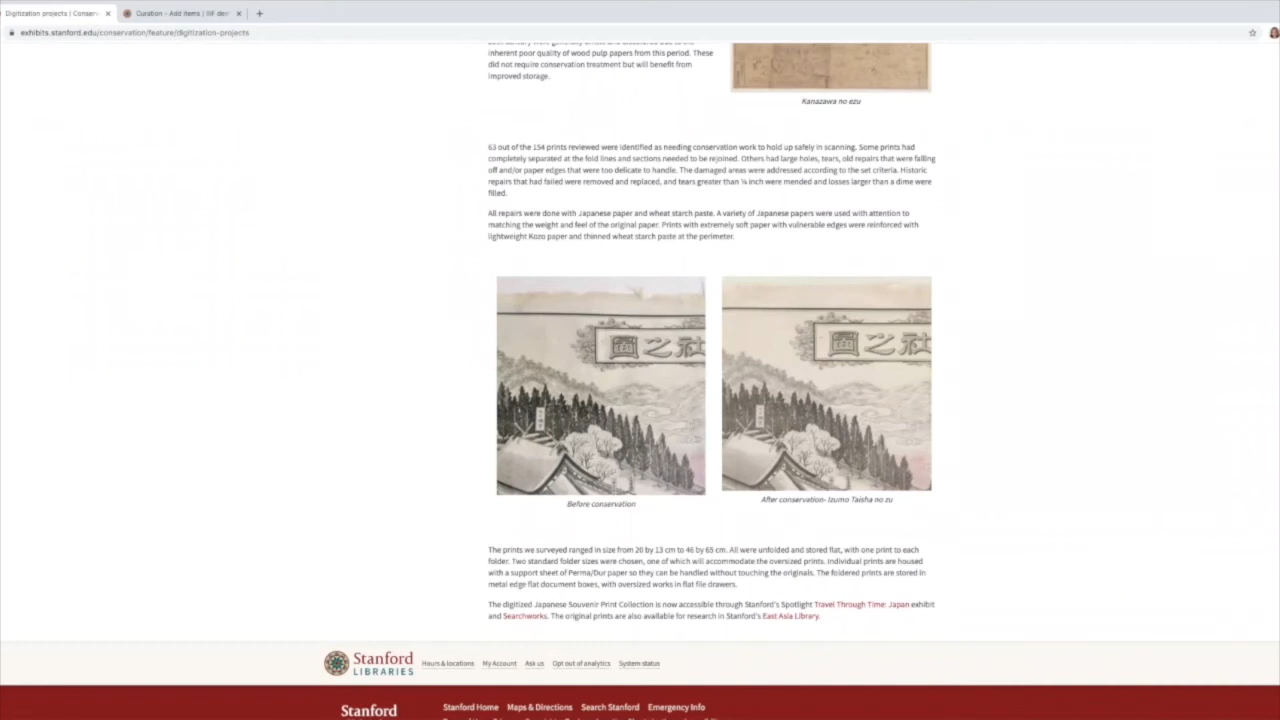 Digitization projects | Conserv
Curation - Add items | IIIF de
exhibits.stanford.edu/conservation/feature/digitization-projects
inherent poor quality of wood pulp papers from this period. These
did not require conservation treatment but will benefit from
improved storage.
Kanazawa no ezu
63 out of the 154 prints reviewed were identified as needing conservation work to hold up safely in scanning. Some prints had
completely separated at the fold lines and sections needed to be rejoined. Others had large holes, tears, old repairs that were falling
off and/or paper edges that were too delicate to handle. The damaged areas were addressed according to the set criteria. Historic
repairs that had failed were removed and replaced, and tears greater than ¼ inch were mended and losses larger than a dime were
filled.
All repairs were done with Japanese paper and wheat starch paste. A variety of Japanese papers were used with attention to
matching the weight and feel of the original paper. Prints with extremely soft paper with vulnerable edges were reinforced with
lightweight Kozo paper and thinned wheat starch paste at the perimeter.
圖之社
圖之社
Before conservation
After conservation- Izumo Taisha no zu
The prints we surveyed ranged in size from 20 by 13 cm to 46 by 65 cm. All were unfolded and stored flat, with one print to each
folder. Two standard folder sizes were chosen, one of which will accommodate the oversized prints. Individual prints are housed
with a support sheet of Perma/Dur paper so they can be handled without touching the originals. The foldered prints are stored in
metal edge flat document boxes, with oversized works in flat file drawers.
The digitized Japanese Souvenir Print Collection is now accessible through Stanford's Spotlight Travel Through Time: Japan exhibit
and Searchworks. The original prints are also available for research in Stanford's East Asia Library.
Stanford
LIBRARIES
Hours & locations My Account Ask us Opt out of analytics System status
Stanford
Stanford Home Maps & Directions Search Stanford Emergency Info